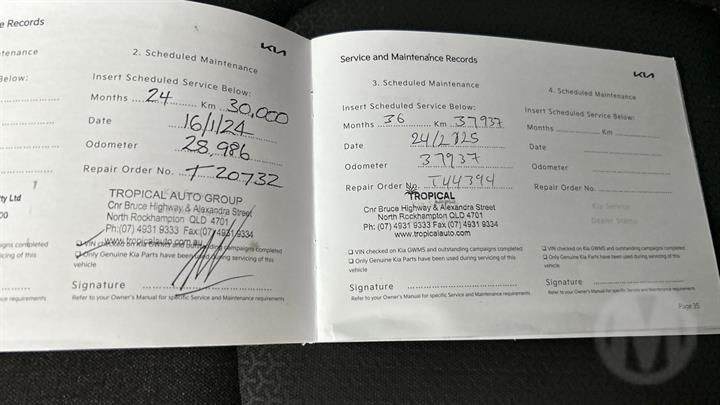 e Records
tenance
Below:
ty Ltd
00
aigns completed
icing of this
requirements
KIA
2. Scheduled Maintenance
Insert Scheduled Service Below:
Months 24 Km 30,000
Date 16/1/24
Odometer 28,986
Repair Order No. T 20732
TROPICAL AUTO GROUP
Cnr Bruce Highway & Alexandra Street
North Rockhampton QLD 4701
Ph:(07) 4931 9333 Fax:(07) 4931 9334
www.tropicalauto.com.au
VIN checked on GWMS and outstanding campaigns completed
Only Genuine Kia Parts have been used during servicing of this
vehicle
Signature
Refer to your Owner's Manual for specific Service and Maintenance requirements
Service and Maintenance Records
KIA
3. Scheduled Maintenance
Insert Scheduled Service Below:
Months 36 Km 37937
Date 24/2/25
Odometer 37937
Repair Order No. T44394
TROPICAL
Cnr Bruce Highway & Alexandra Street
North Rockhampton QLD 4701
Ph: (07) 4931 9333 Fax (07) 4931 9334
www.tropicalauto.com
VIN checked on GWMS and outstanding campaigns completed
Only Genuine Kia Parts have been used during servicing of this
vehicle
Signature
Refer to your Owner's Manual for specific Service and Maintenance requirements
4. Scheduled Maintenance
Insert Scheduled Service Below:
Months Km
Date
Odometer
Repair Order No.
Kia Service
Dealer Stamp
VIN checked on GWMS and outstanding campaigns completed
Only Genuine Kia Parts have been used during servicing of this
vehicle
Signature
Refer to your Owner's Manual for specific Service and Maintenance requirements
Page 35
M